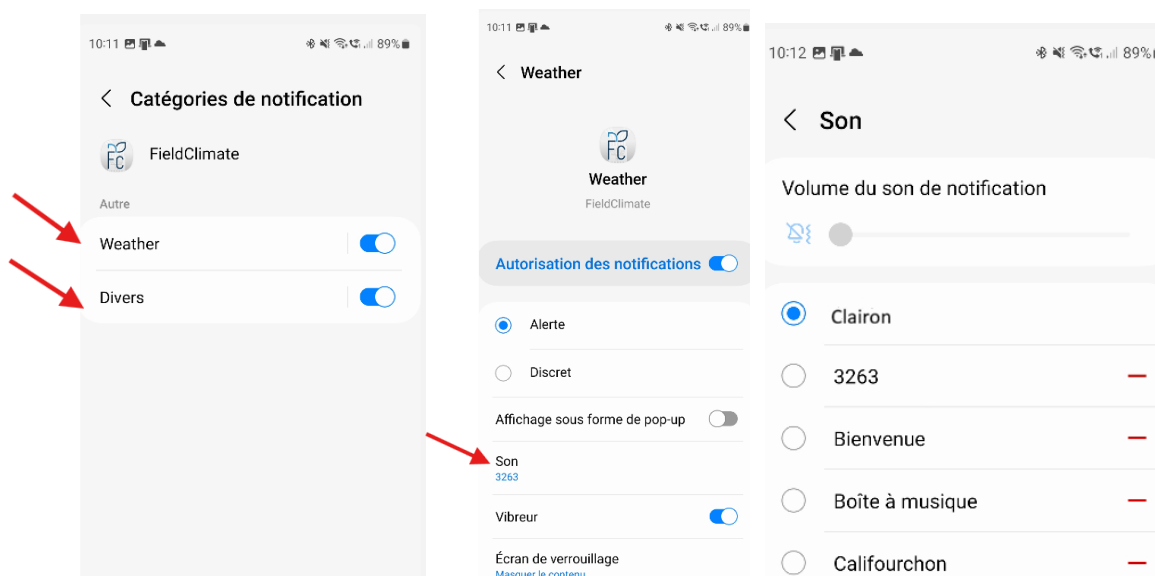 10:11
89%
Catégories de notification
FC
FieldClimate
Autre
Weather
Divers
10:11
89%
Weather
FC
Weather
FieldClimate
Autorisation des notifications
Alerte
Discret
Affichage sous forme de pop-up
Son
3263
Vibreur
Écran de verrouillage
Masquer le contenu
10:12
89%
Son
Volume du son de notification
Clairon
3263
Bienvenue
Boîte à musique
Califourchon